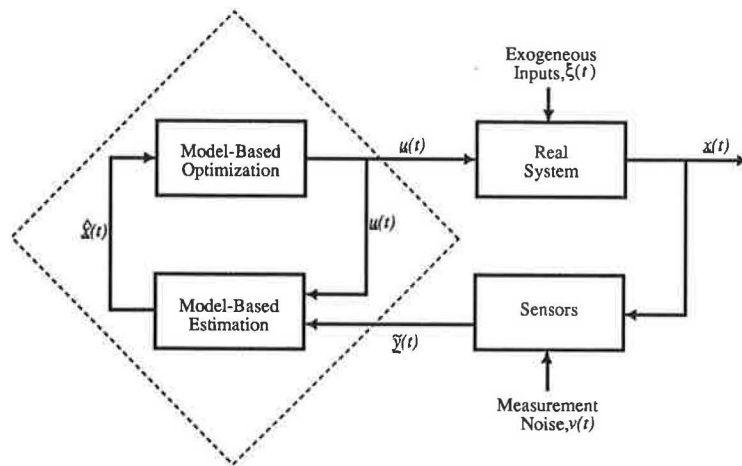 Exogeneous
Inputs,ξ(t)
Model-Based
Optimization
u(t)
Real
System
x(t)
x̂(t)
u(t)
Model-Based
Estimation
Sensors
ỹ(t)
Measurement
Noise,v(t)